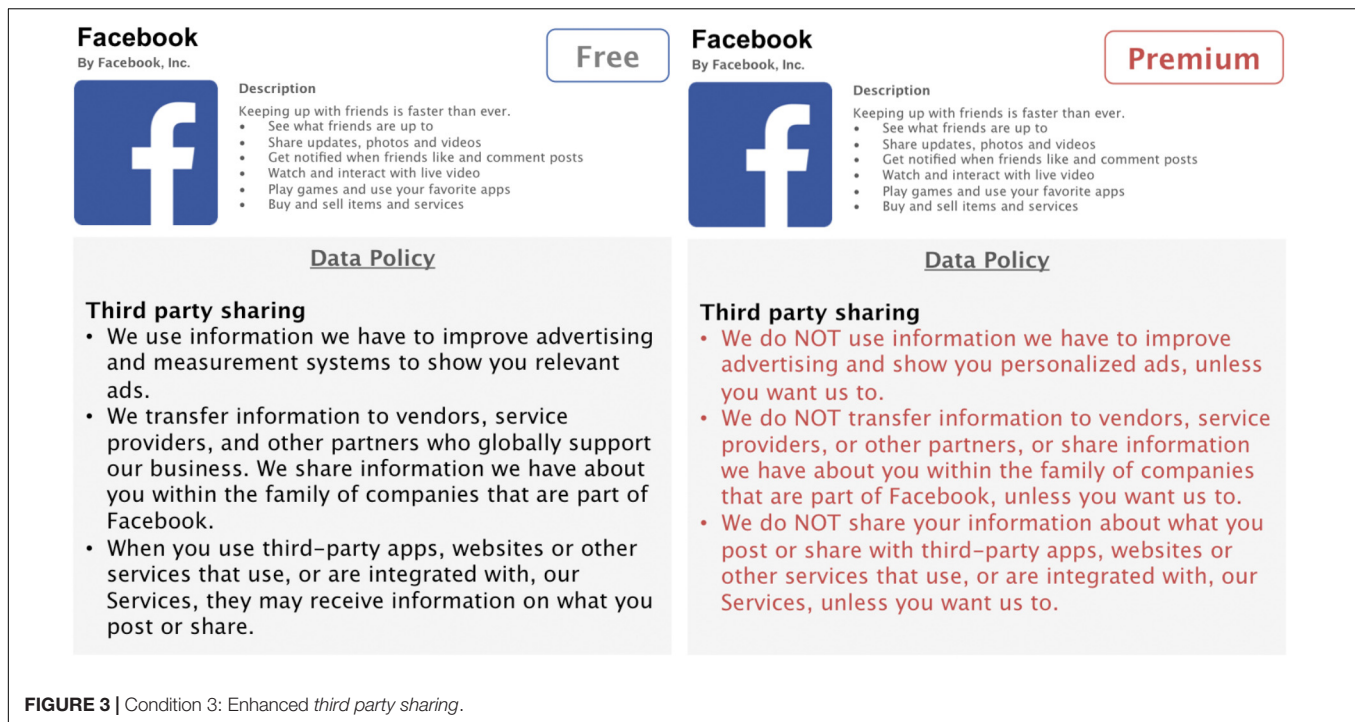 Facebook
By Facebook, Inc.
Free
Description
Keeping up with friends is faster than ever.
• See what friends are up to
• Share updates, photos and videos
• Get notified when friends like and comment posts
• Watch and interact with live video
• Play games and use your favorite apps
• Buy and sell items and services
Data Policy
Third party sharing
• We use information we have to improve advertising
and measurement systems to show you relevant
ads.
• We transfer information to vendors, service
providers, and other partners who globally support
our business. We share information we have about
you within the family of companies that are part of
Facebook.
• When you use third-party apps, websites or other
services that use, or are integrated with, our
Services, they may receive information on what you
post or share.
Facebook
By Facebook, Inc.
Premium
Description
Keeping up with friends is faster than ever.
• See what friends are up to
• Share updates, photos and videos
• Get notified when friends like and comment posts
• Watch and interact with live video
• Play games and use your favorite apps
• Buy and sell items and services
Data Policy
Third party sharing
• We do NOT use information we have to improve
advertising and show you personalized ads, unless
you want us to.
• We do NOT transfer information to vendors, service
providers, or other partners, or share information
we have about you within the family of companies
that are part of Facebook, unless you want us to.
• We do NOT share your information about what you
post or share with third-party apps, websites or
other services that use, or are integrated with, our
Services, unless you want us to.
FIGURE 3 | Condition 3: Enhanced third party sharing.